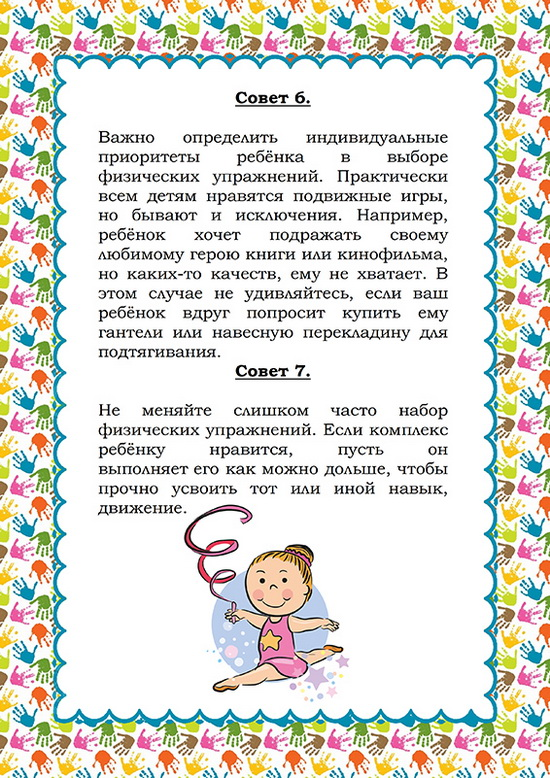 Совет 6.
Важно определить индивидуальные
приоритеты ребёнка в выборе
физических упражнений. Практически
всем детям нравятся подвижные игры,
но бывают и исключения. Например,
ребёнок хочет подражать своему
любимому герою книги или кинофильма,
но каких-то качеств, ему не хватает. В
этом случае не удивляйтесь, если ваш
ребёнок вдруг попросит купить ему
гантели или навесную перекладину для
подтягивания.
Совет 7.
Не меняйте слишком часто набор
физических упражнений. Если комплекс
ребёнку нравится, пусть он
выполняет его как можно дольше, чтобы
прочно усвоить тот или иной навык,
движение.